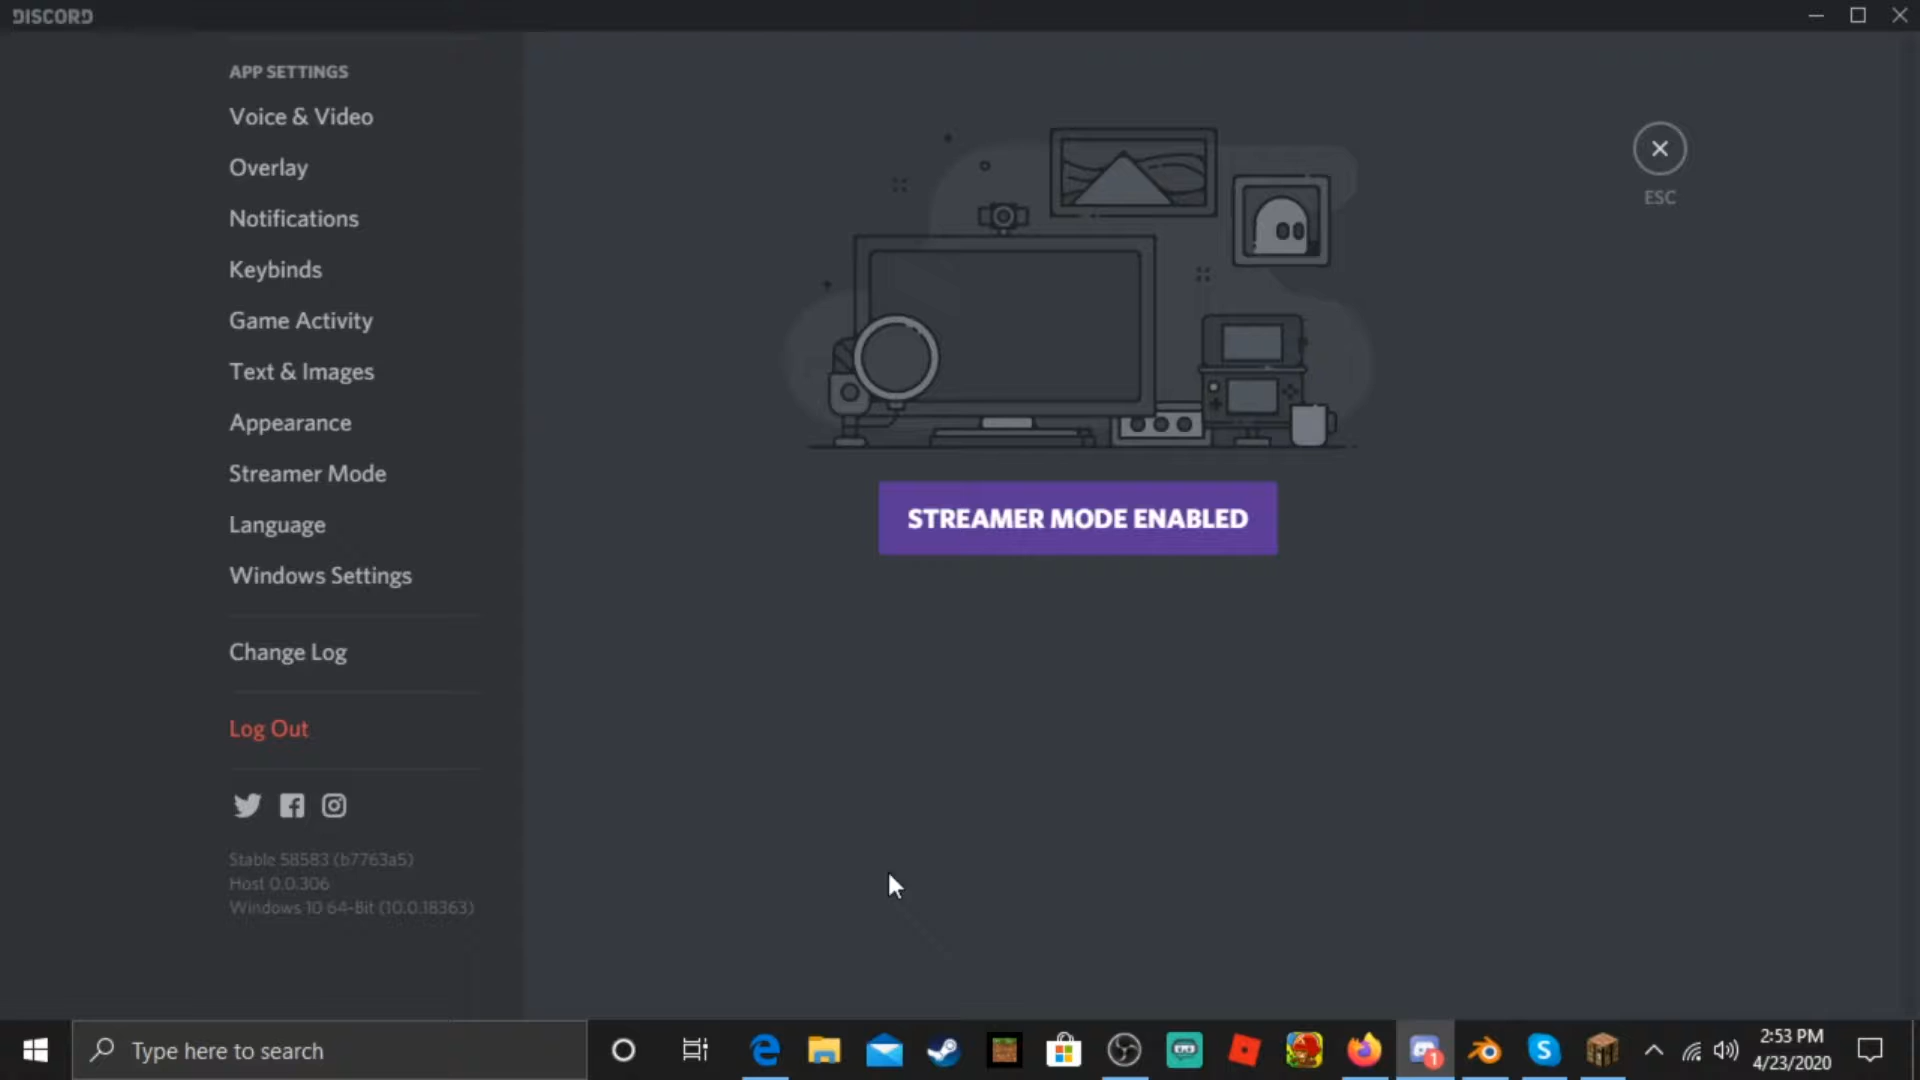 DISCORD
APP SETTINGS
Voice & Video
Overlay
Notifications
Keybinds
Game Activity
Text & Images
Appearance
Streamer Mode
Language
Windows Settings
Change Log
Log Out
Stable 58583 (b7763a5)
Host 0.0.306
Windows 10 64-Bit (10.0.18363)
ESC
STREAMER MODE ENABLED
Type here to search
1
S
2:53 PM
4/23/2020